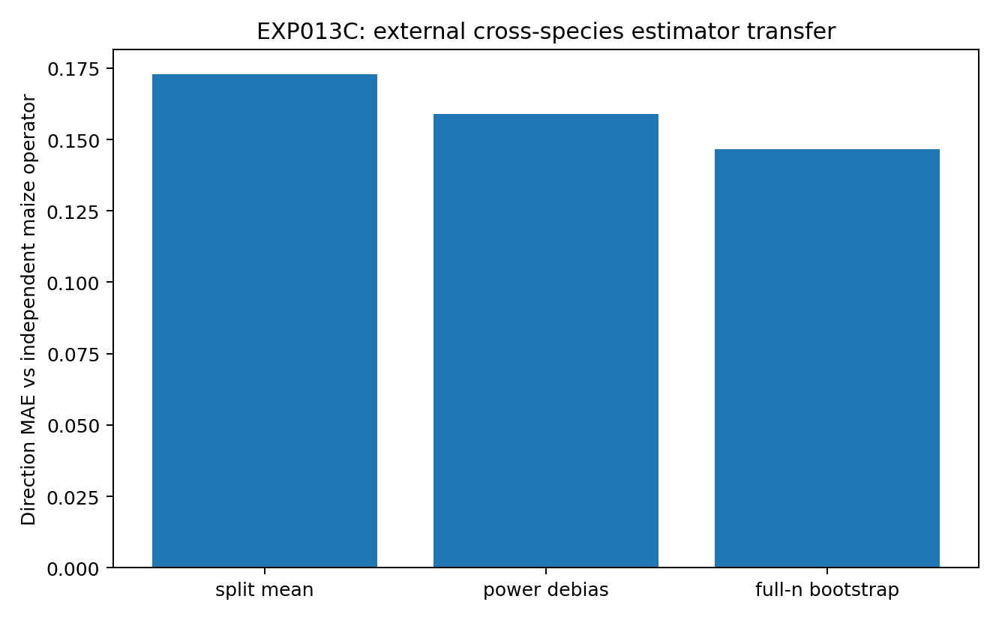 EXP013C: external cross-species estimator transfer
Direction MAE vs independent maize operator
0.175
0.150
0.125
0.100
0.075
0.050
0.025
0.000
split mean
power debias
full-n bootstrap